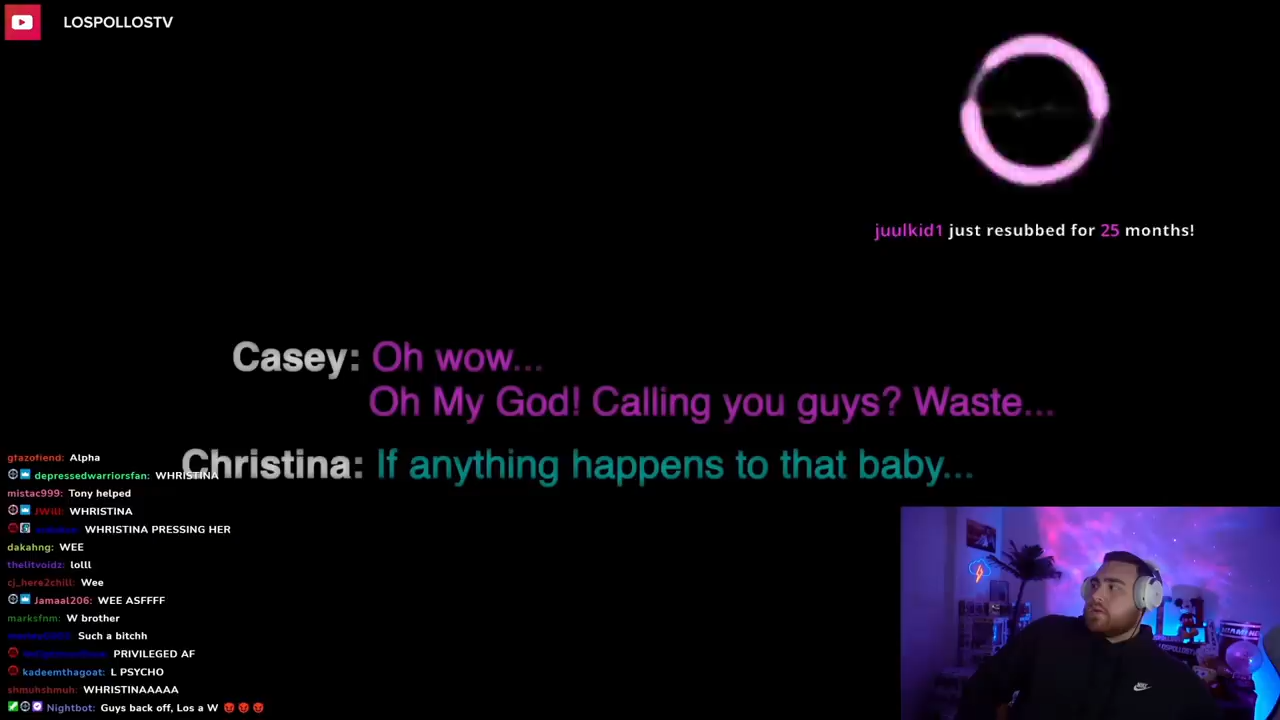 LOSPOLLOSTV
juulkid1 just resubbed for 25 months!
Casey: Oh wow...
Oh My God! Calling you guys? Waste...
Christina: If anything happens to that baby...
gfazofiend: Alpha
depressedwarriorsfan: WHRISTINA
mistac999: Tony helped
JWill: WHRISTINA
WHRISTINA PRESSING HER
dakahng: WEE
thelitvoidz: lolll
cj_here2chill: Wee
Jamaal206: WEE ASFFFF
marksfnm: W brother
Such a bitchh
PRIVILEGED AF
kadeemthagoat: L PSYCHO
shmuhshmuh: WHRISTINAAAAA
Nightbot: Guys back off, Los a W 😡 😡 😡